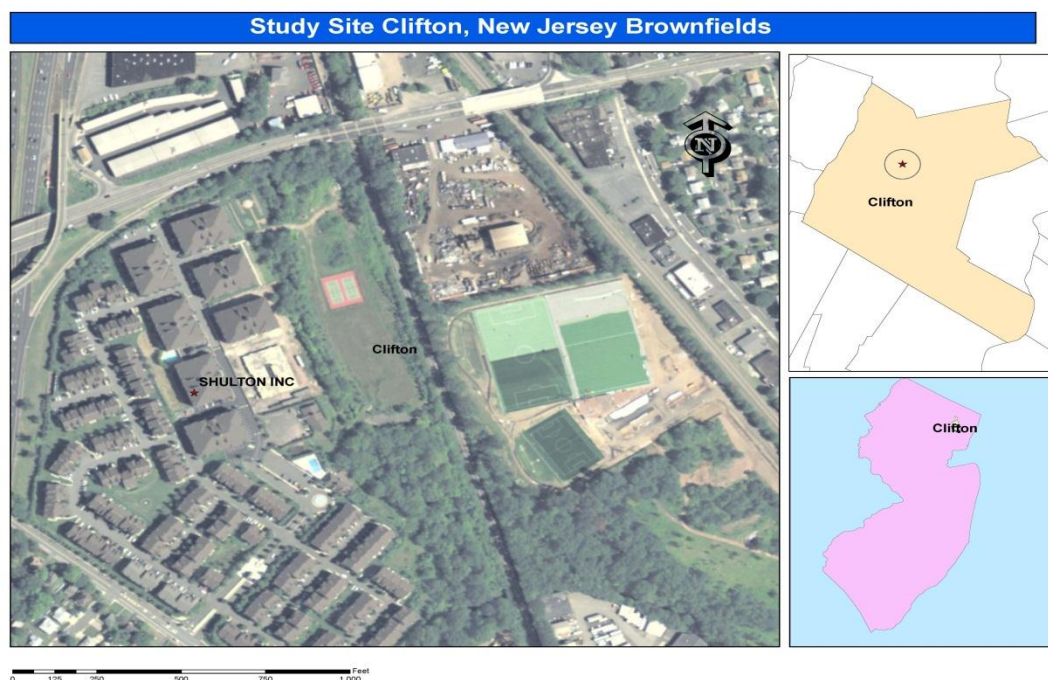 Study Site Clifton, New Jersey Brownfields
N
Clifton
SHULTON INC
Clifton
Clifton
Feet
0 125 250 500 750 1,000